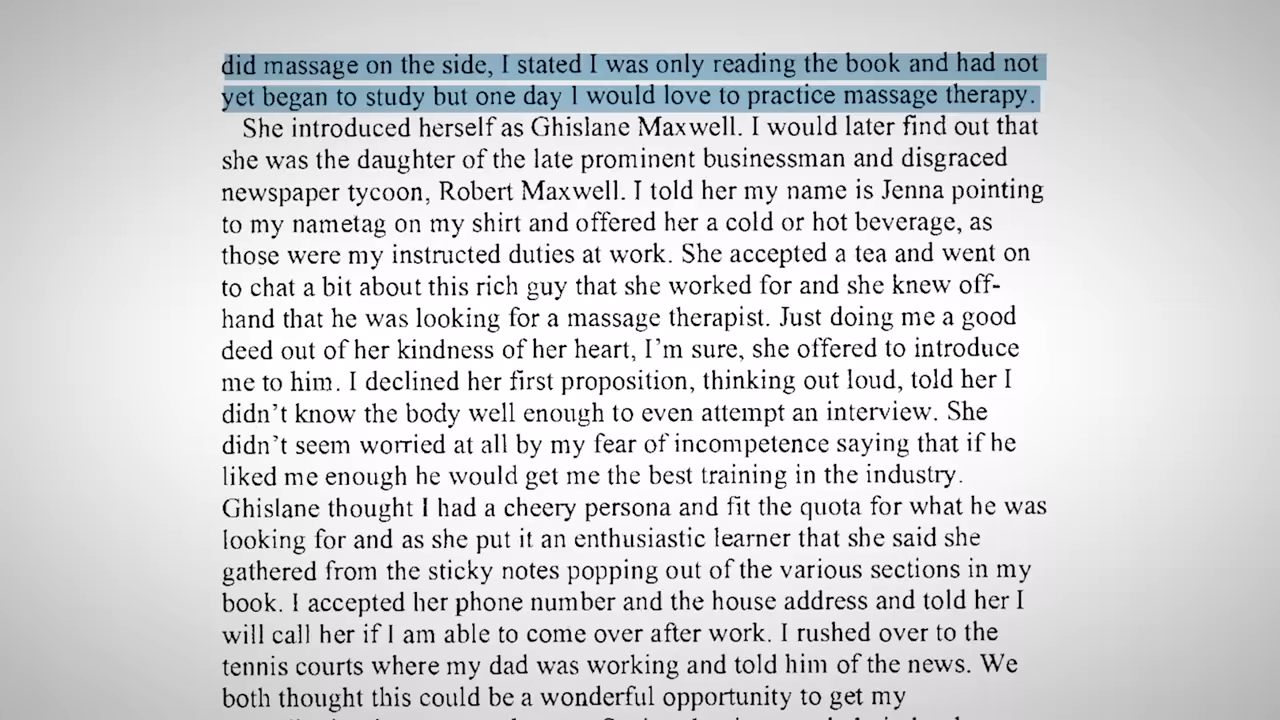 did massage on the side, I stated I was only reading the book and had not
yet began to study but one day I would love to practice massage therapy.
She introduced herself as Ghislane Maxwell. I would later find out that
she was the daughter of the late prominent businessman and disgraced
newspaper tycoon, Robert Maxwell. I told her my name is Jenna pointing
to my nametag on my shirt and offered her a cold or hot beverage, as
those were my instructed duties at work. She accepted a tea and went on
to chat a bit about this rich guy that she worked for and she knew off-
hand that he was looking for a massage therapist. Just doing me a good
deed out of her kindness of her heart, I’m sure, she offered to introduce
me to him. I declined her first proposition, thinking out loud, told her I
didn’t know the body well enough to even attempt an interview. She
didn’t seem worried at all by my fear of incompetence saying that if he
liked me enough he would get me the best training in the industry.
Ghislane thought I had a cheery persona and fit the quota for what he was
looking for and as she put it an enthusiastic learner that she said she
gathered from the sticky notes popping out of the various sections in my
book. I accepted her phone number and the house address and told her I
will call her if I am able to come over after work. I rushed over to the
tennis courts where my dad was working and told him of the news. We
both thought this could be a wonderful opportunity to get my